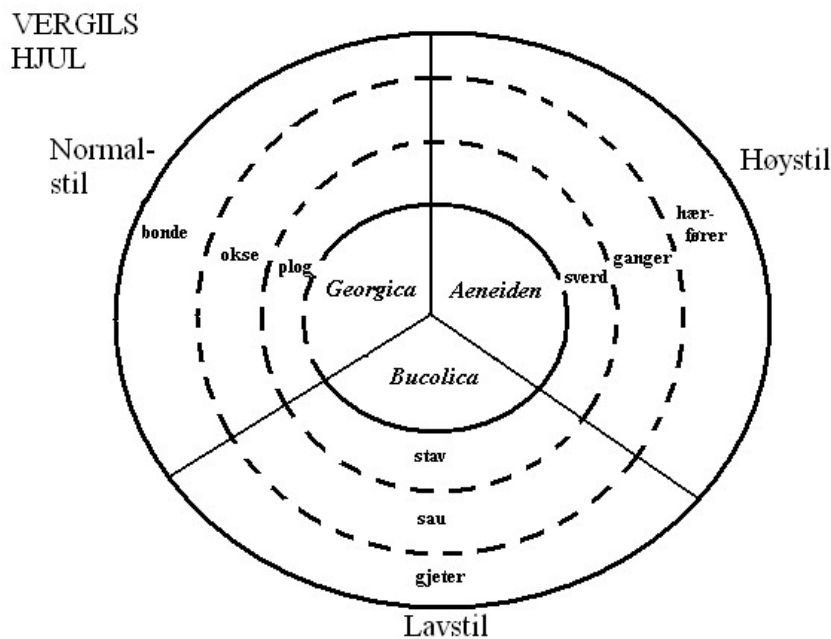 VERGILS
HJUL
Normal-
stil
Høystil
bonde
okse
plog
Georgica
Aeneiden
sverd
ganger
hær-
fører
Bucolica
stav
sau
gjeter
Lavstil